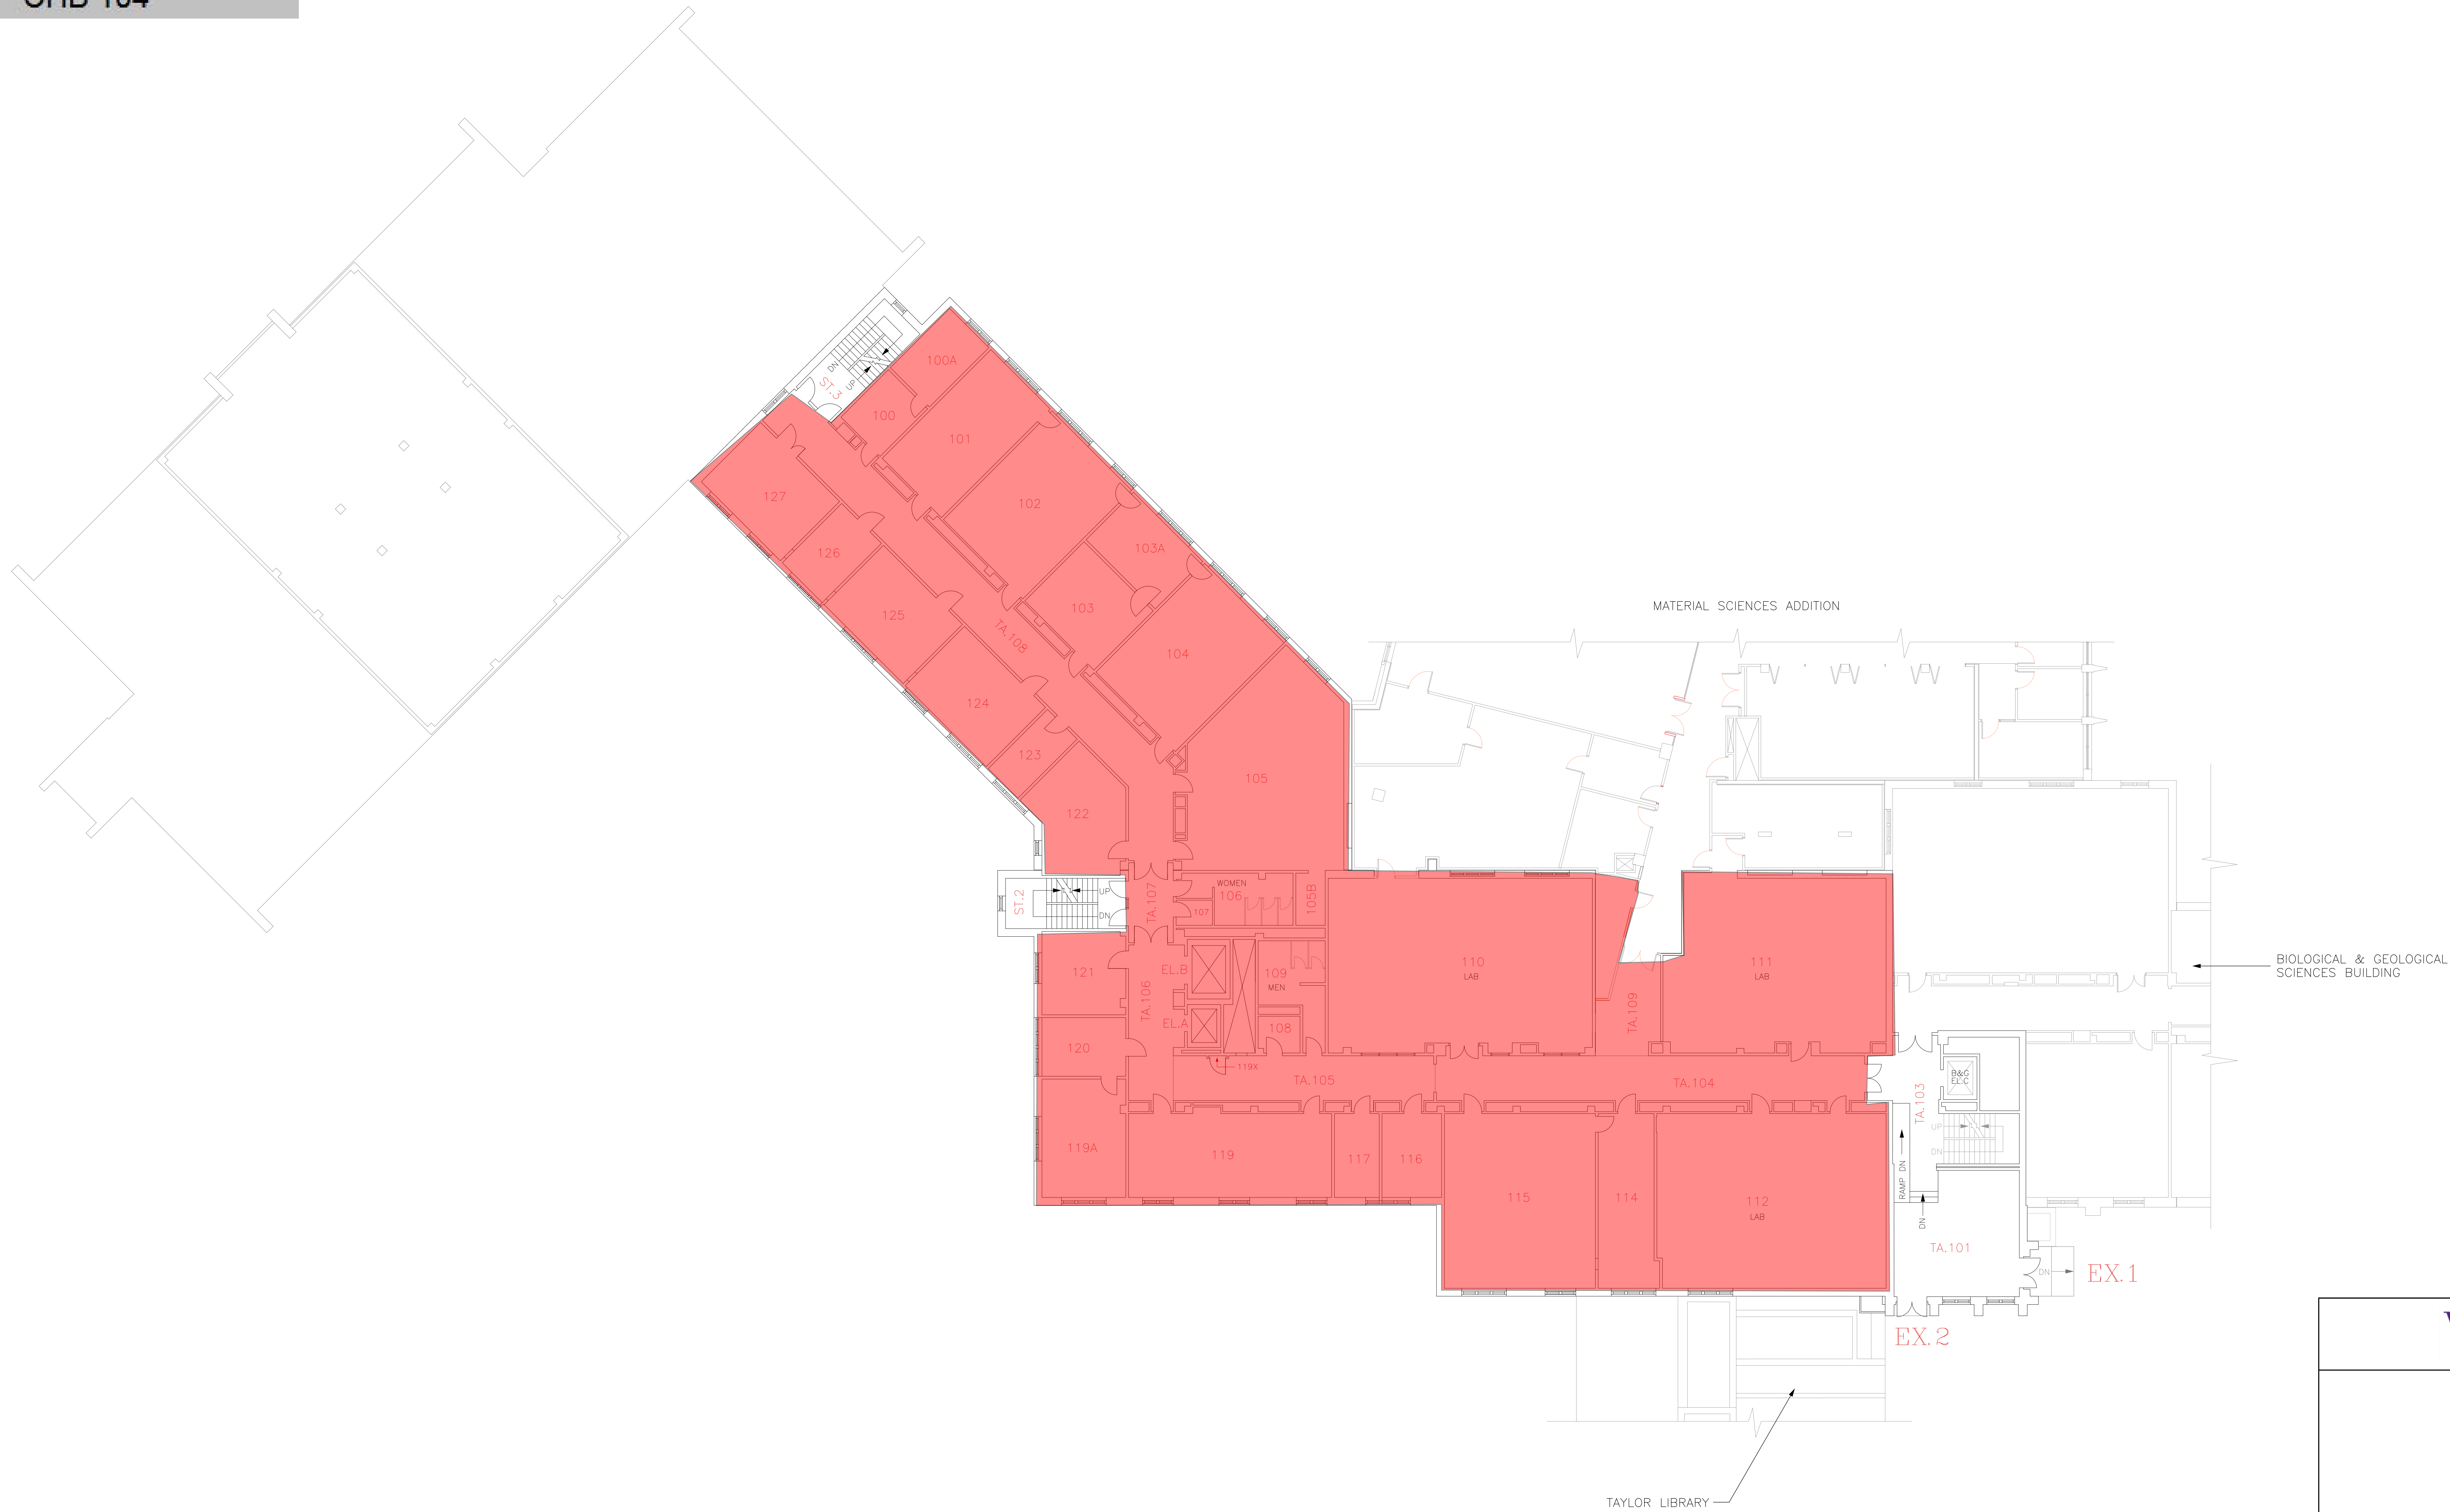 CHB 104
100A
DN
UP
ST.3
100
101
127
102
126
103A
125
103
TA.108
104
124
123
105
122
MATERIAL SCIENCES ADDITION
WOMEN
106
107
105B
TA.107
ST.2
UP
DN
121
EL.B
109
MEN
110
LAB
111
LAB
BIOLOGICAL & GEOLOGICAL
SCIENCES BUILDING
TA.106
EL.A
108
TA.109
120
119X
TA.105
TA.104
B&G
EL.C
TA.103
UP
DN
119A
119
117
116
115
114
112
LAB
RAMP DN
DN
TA.101
DN
EX.1
EX.2
TAYLOR LIBRARY